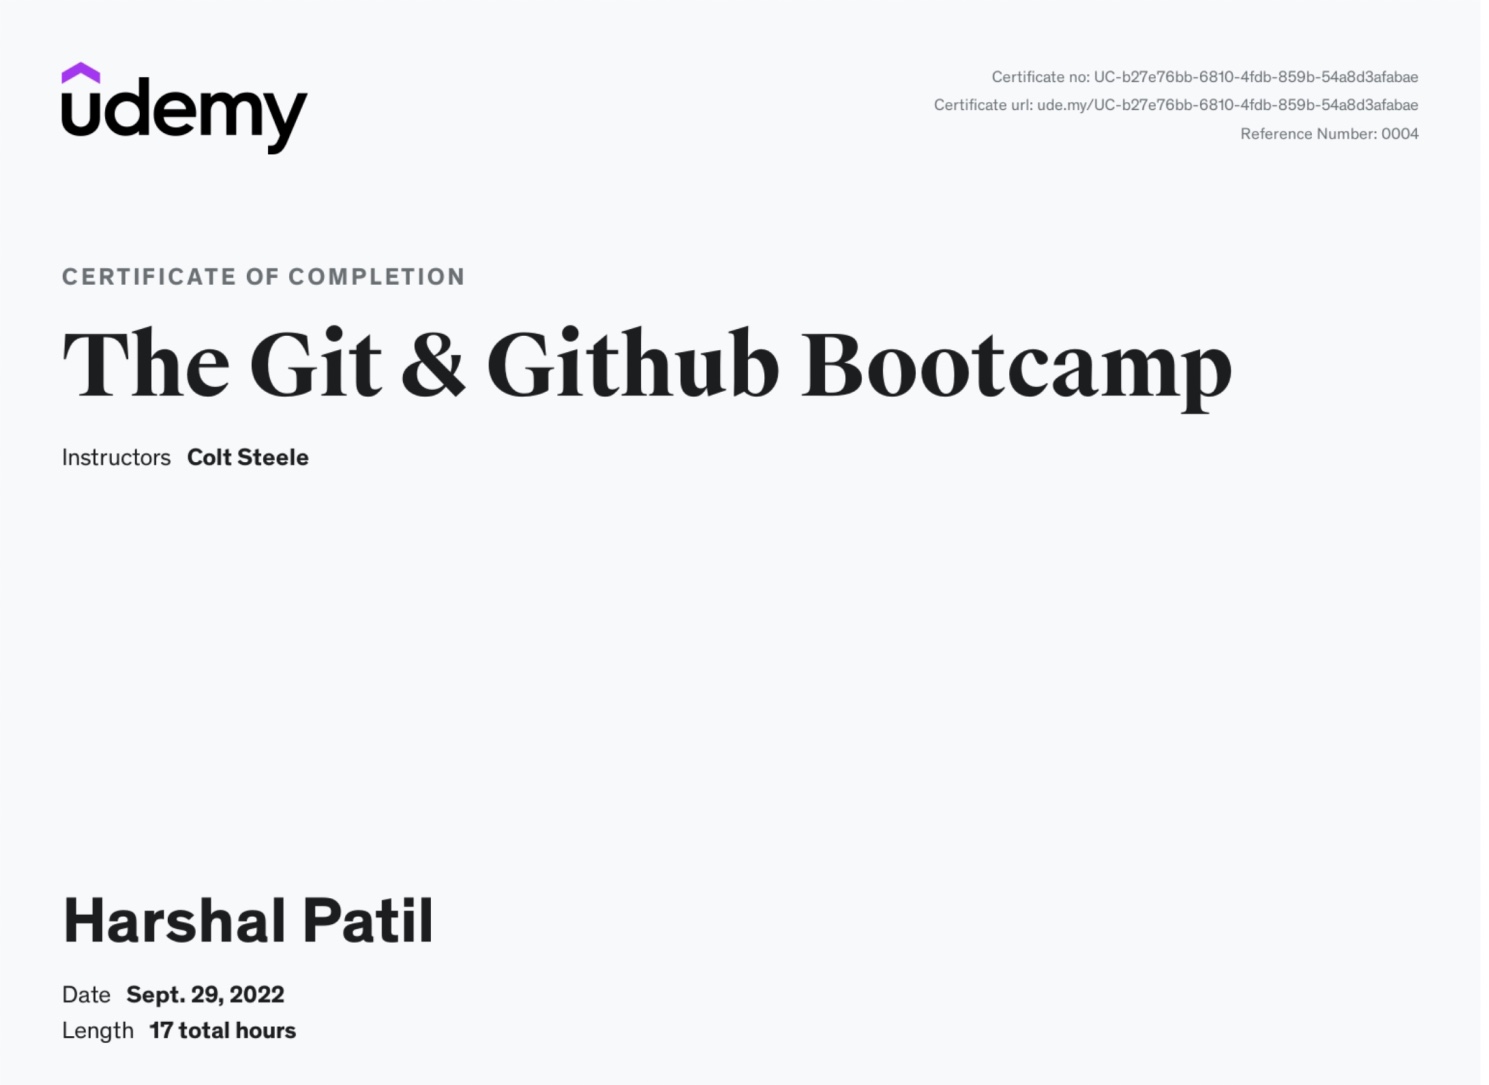 udemy
Certificate no: UC-b27e76bb-6810-4fdb-859b-54a8d3afabae
Certificate url: ude.my/UC-b27e76bb-6810-4fdb-859b-54a8d3afabae
Reference Number: 0004
CERTIFICATE OF COMPLETION
The Git & Github Bootcamp
Instructors Colt Steele
Harshal Patil
Date Sept. 29, 2022
Length 17 total hours